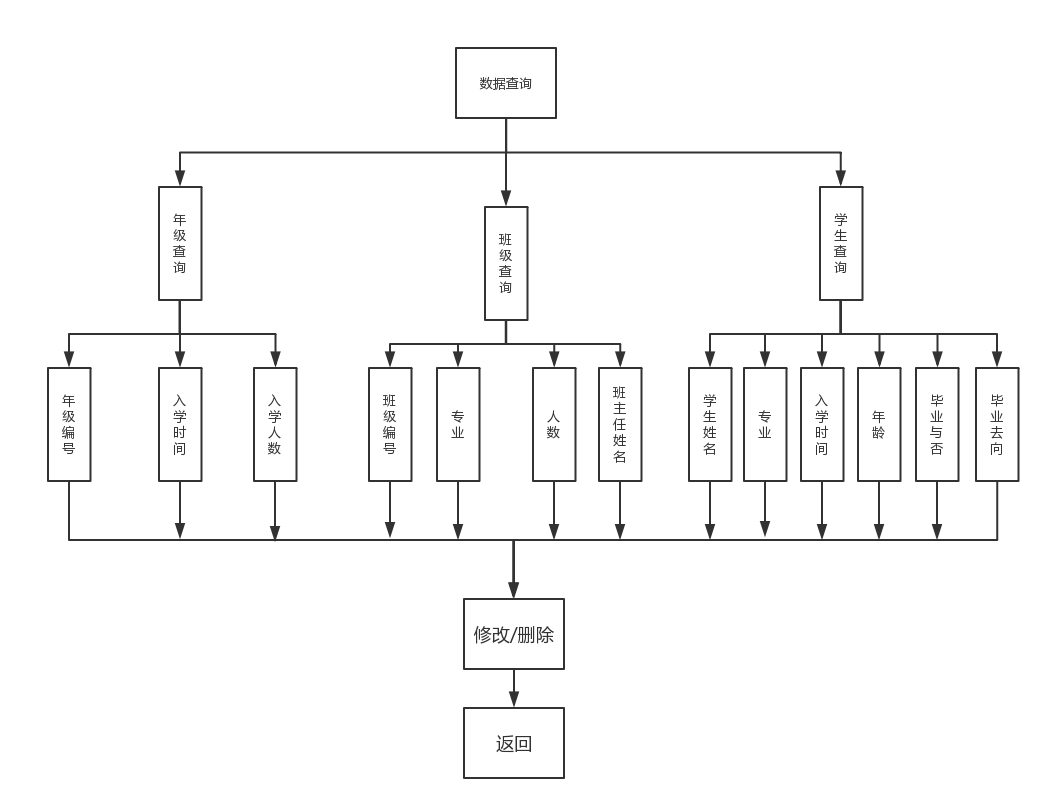 数据查询
年级查询
班级查询
学生查询
年级编号
入学时间
入学人数
班级编号
专业
人数
班主任姓名
学生姓名
专业
入学时间
年龄
毕业与否
毕业去向
修改/删除
返回